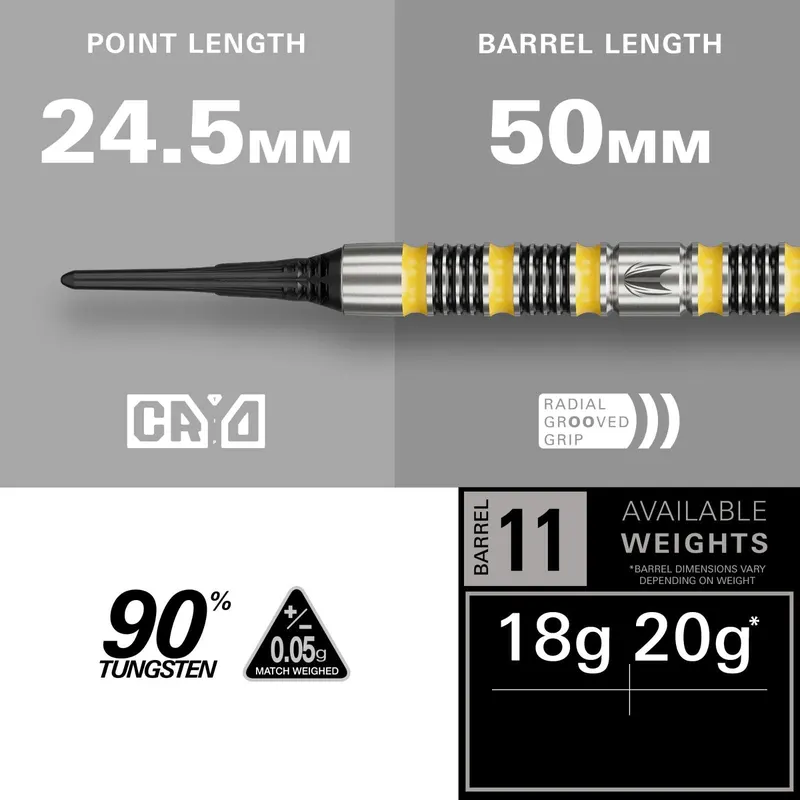 POINT LENGTH
24.5MM
BARREL LENGTH
50MM
CRYO
RADIAL
GROOVED
GRIP
90%
TUNGSTEN
+/-
0.05g
MATCH WEIGHED
BARREL
11
AVAILABLE
WEIGHTS
*BARREL DIMENSIONS VARY
DEPENDING ON WEIGHT
18g 20g*